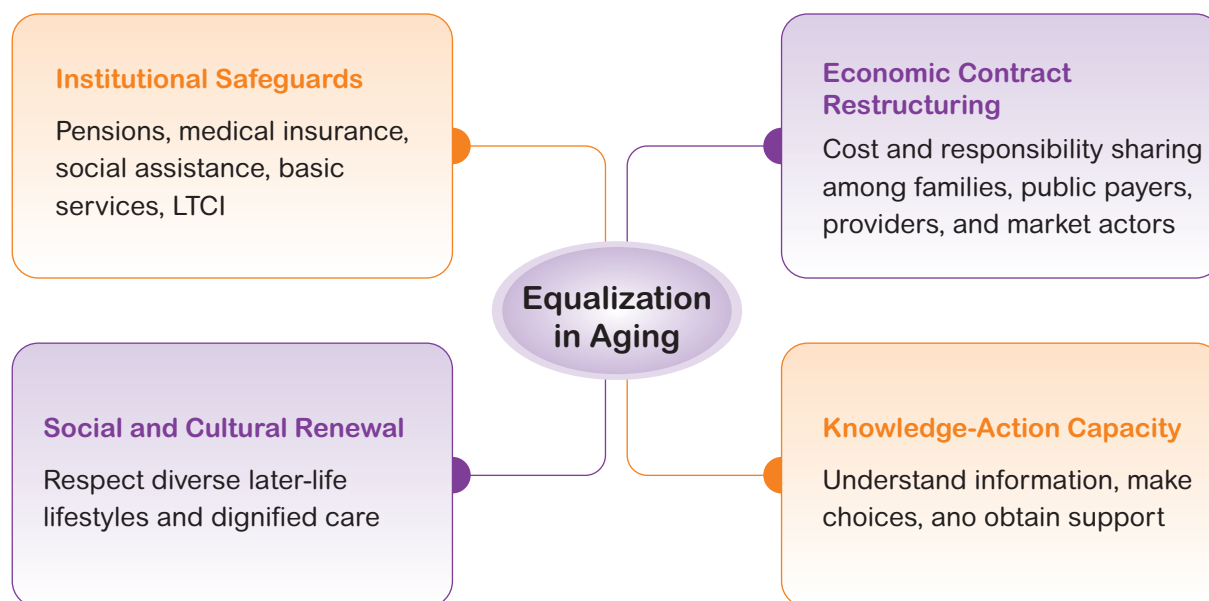 Institutional Safeguards
Pensions, medical insurance,
social assistance, basic
services, LTCI
Economic Contract
Restructuring
Cost and responsibility sharing
among families, public payers,
providers, and market actors
Equalization
in Aging
Social and Cultural Renewal
Respect diverse later-life
lifestyles and dignified care
Knowledge-Action Capacity
Understand information, make
choices, ano obtain support